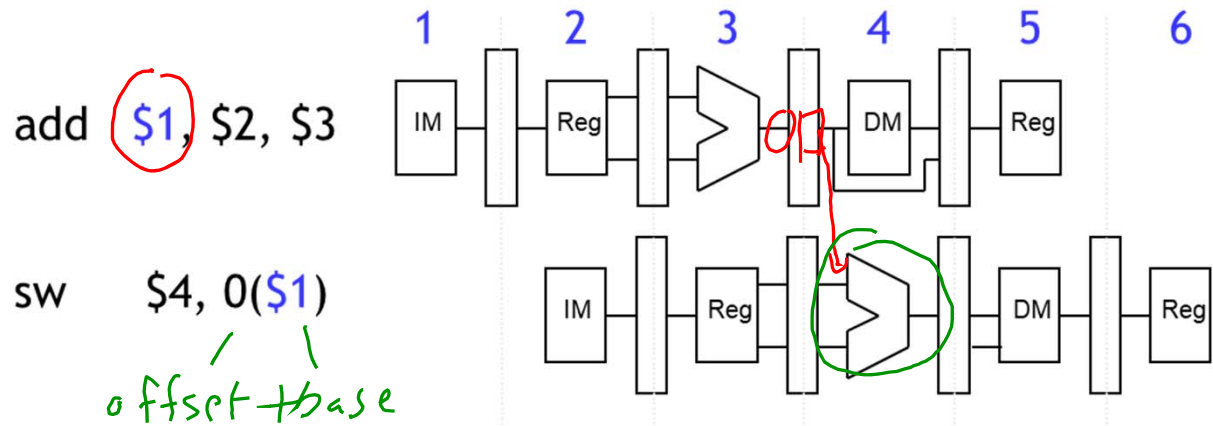 1 2 3 4 5 6
add $1, $2, $3 IM Reg DM Reg
sw $4, 0($1) IM Reg DM Reg
offset + base